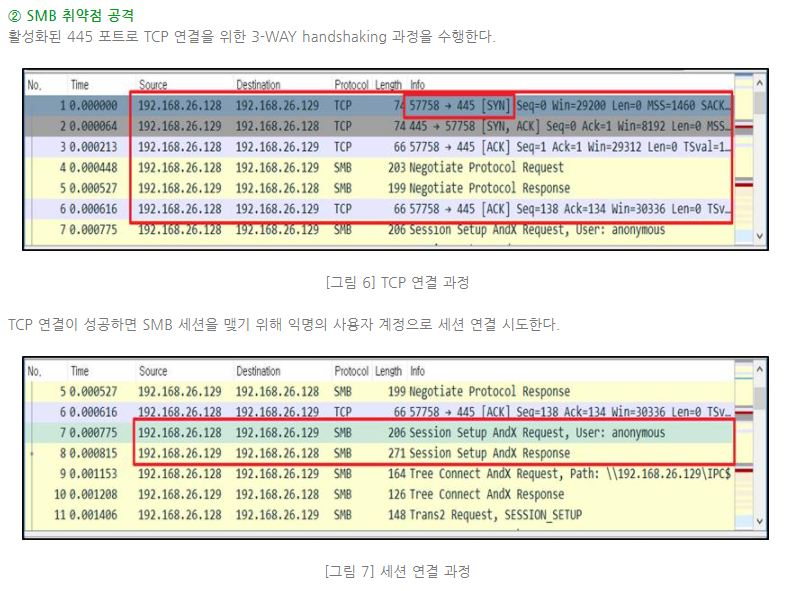 ② SMB 취약점 공격
활성화된 445 포트로 TCP 연결을 위한 3-WAY handshaking 과정을 수행한다.
No. Time Source Destination Protocol Length Info
1 0.000000 192.168.26.128 192.168.26.129 TCP 74 57758 → 445 [SYN] Seq=0 Win=29200 Len=0 MSS=1460 SACK…
2 0.000064 192.168.26.129 192.168.26.128 TCP 74 445 → 57758 [SYN, ACK] Seq=0 Ack=1 Win=8192 Len=0 MSS…
3 0.000213 192.168.26.128 192.168.26.129 TCP 66 57758 → 445 [ACK] Seq=1 Ack=1 Win=29312 Len=0 TSval=1…
4 0.000448 192.168.26.128 192.168.26.129 SMB 203 Negotiate Protocol Request
5 0.000527 192.168.26.129 192.168.26.128 SMB 199 Negotiate Protocol Response
6 0.000616 192.168.26.128 192.168.26.129 TCP 66 57758 → 445 [ACK] Seq=138 Ack=134 Win=30336 Len=0 TSv…
7 0.000775 192.168.26.128 192.168.26.129 SMB 206 Session Setup AndX Request, User: anonymous
[그림 6] TCP 연결 과정
TCP 연결이 성공하면 SMB 세션을 맺기 위해 익명의 사용자 계정으로 세션 연결 시도한다.
No. Time Source Destination Protocol Length Info
5 0.000527 192.168.26.129 192.168.26.128 SMB 199 Negotiate Protocol Response
6 0.000616 192.168.26.128 192.168.26.129 TCP 66 57758 → 445 [ACK] Seq=138 Ack=134 Win=30336 Len=0 TSv…
7 0.000775 192.168.26.128 192.168.26.129 SMB 206 Session Setup AndX Request, User: anonymous
8 0.000815 192.168.26.129 192.168.26.128 SMB 271 Session Setup AndX Response
9 0.001153 192.168.26.128 192.168.26.129 SMB 164 Tree Connect AndX Request, Path: \\192.168.26.129\IPC$
10 0.001208 192.168.26.129 192.168.26.128 SMB 126 Tree Connect AndX Response
11 0.001406 192.168.26.128 192.168.26.129 SMB 148 Trans2 Request, SESSION_SETUP
[그림 7] 세션 연결 과정